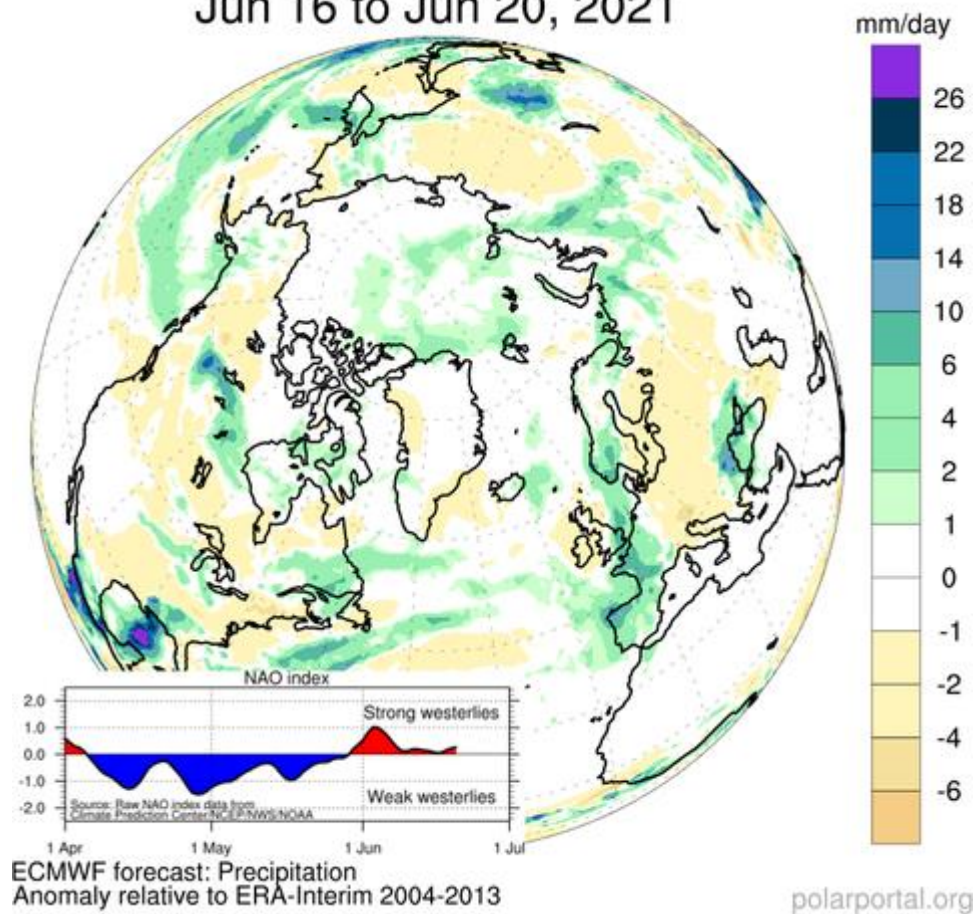 Jun 16 to Jun 20, 2021
mm/day
26
22
18
14
10
6
4
2
1
0
-1
-2
-4
-6
NAO index
2.0
1.0
0.0
-1.0
-2.0
Strong westerlies
Weak westerlies
Source: Raw NAO index data from
Climate Prediction Center/NCEP/NWS/NOAA
1 Apr
1 May
1 Jun
1 Jul
ECMWF forecast: Precipitation
Anomaly relative to ERA-Interim 2004-2013
polarportal.org